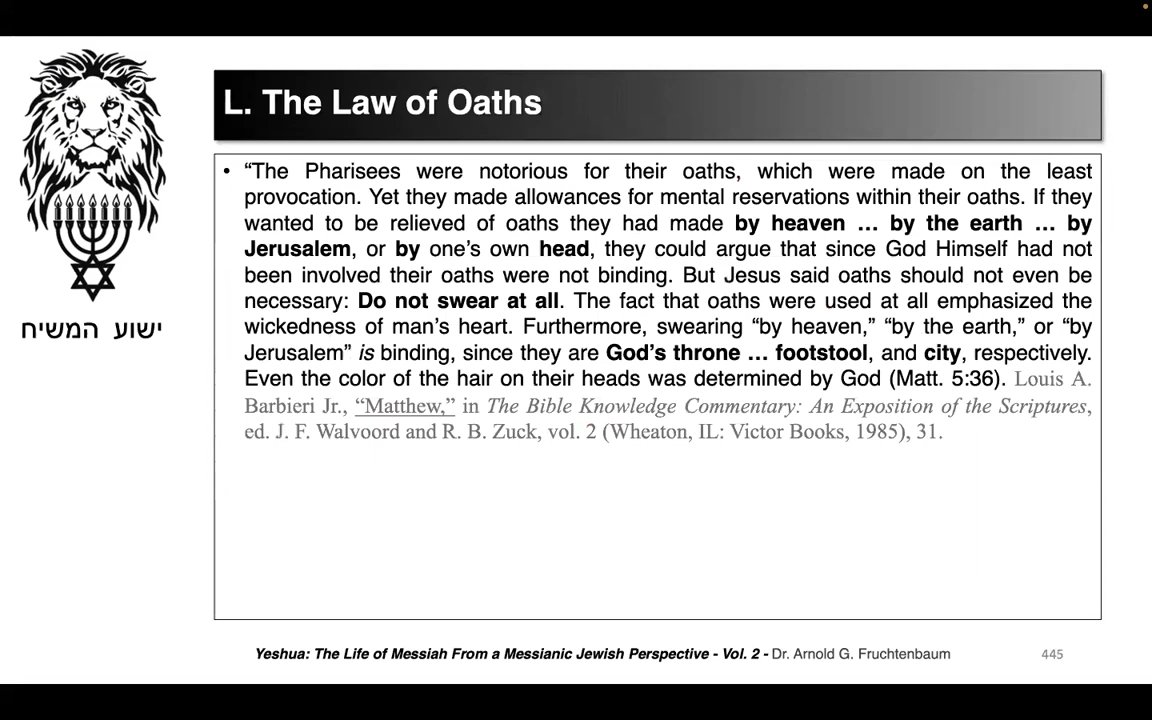 L. The Law of Oaths
• “The Pharisees were notorious for their oaths, which were made on the least
provocation. Yet they made allowances for mental reservations within their oaths. If they
wanted to be relieved of oaths they had made by heaven … by the earth … by
Jerusalem, or by one’s own head, they could argue that since God Himself had not
been involved their oaths were not binding. But Jesus said oaths should not even be
necessary: Do not swear at all. The fact that oaths were used at all emphasized the
wickedness of man’s heart. Furthermore, swearing “by heaven,” “by the earth,” or “by
Jerusalem” is binding, since they are God’s throne … footstool, and city, respectively.
Even the color of the hair on their heads was determined by God (Matt. 5:36). Louis A.
Barbieri Jr., “Matthew,” in The Bible Knowledge Commentary: An Exposition of the Scriptures,
ed. J. F. Walvoord and R. B. Zuck, vol. 2 (Wheaton, IL: Victor Books, 1985), 31.
ישוע המשיח
Yeshua: The Life of Messiah From a Messianic Jewish Perspective - Vol. 2 - Dr. Arnold G. Fruchtenbaum
445